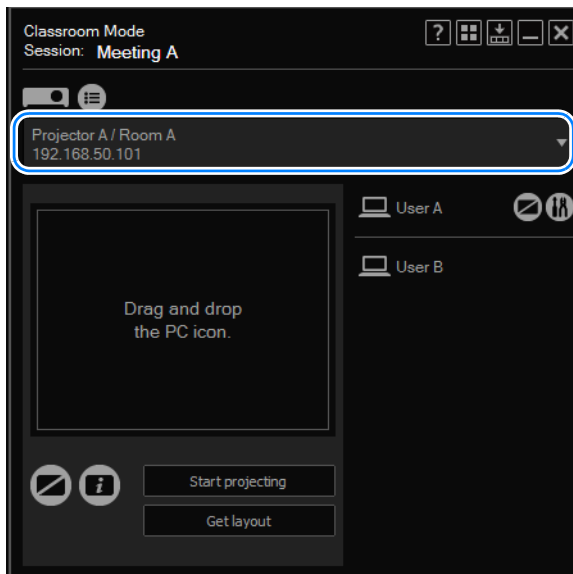 Classroom Mode
Session: Meeting A
?
Projector A / Room A
192.168.50.101
User A
User B
Drag and drop
the PC icon.
i
Start projecting
Get layout